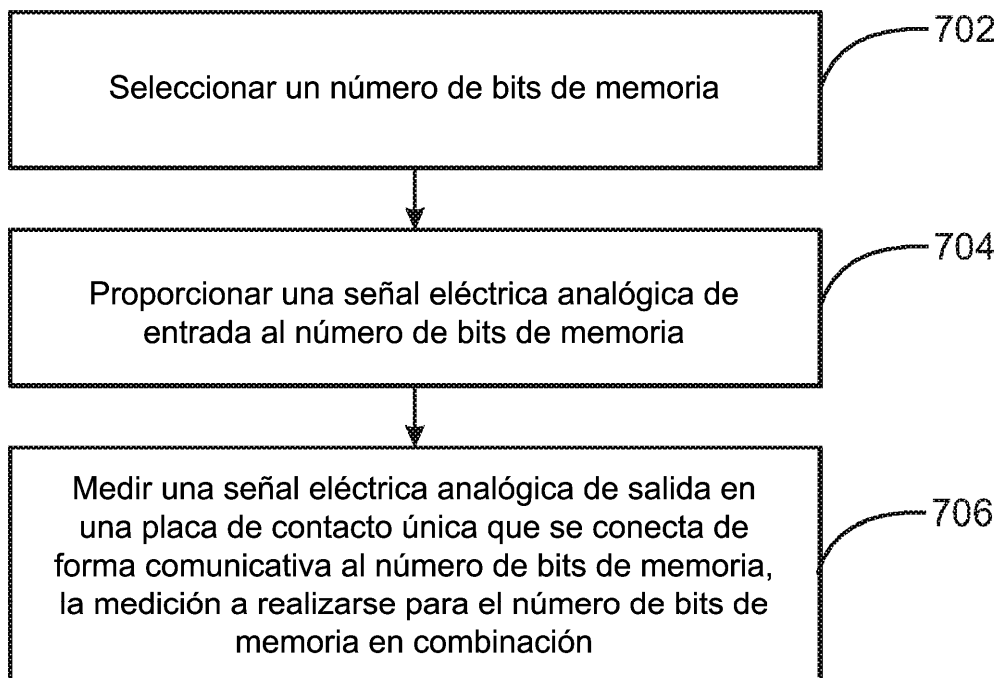 702
Seleccionar un número de bits de memoria
704
Proporcionar una señal eléctrica analógica de
entrada al número de bits de memoria
706
Medir una señal eléctrica analógica de salida en
una placa de contacto única que se conecta de
forma comunicativa al número de bits de memoria,
la medición a realizarse para el número de bits de
memoria en combinación